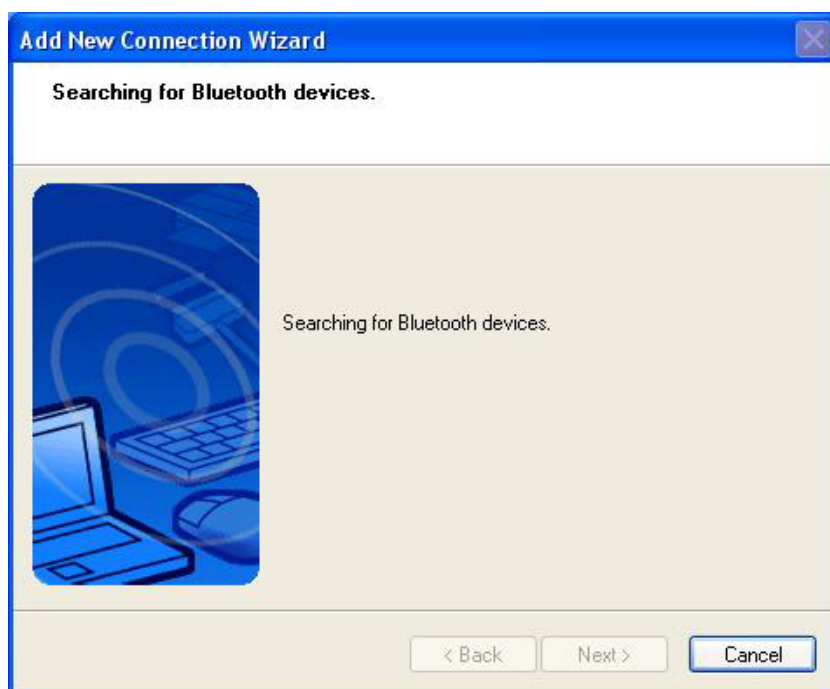 Add New Connection Wizard
Searching for Bluetooth devices.
Searching for Bluetooth devices.
< Back
Next >
Cancel